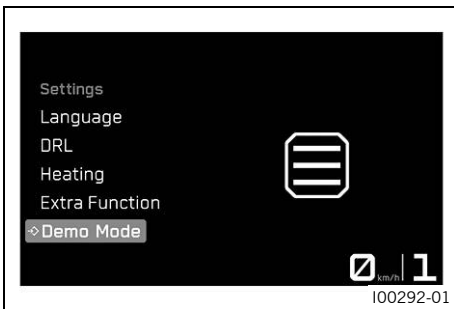 Settings
Language
DRL
Heating
Extra Function
Demo Mode
0 km/h 1
I00292-01